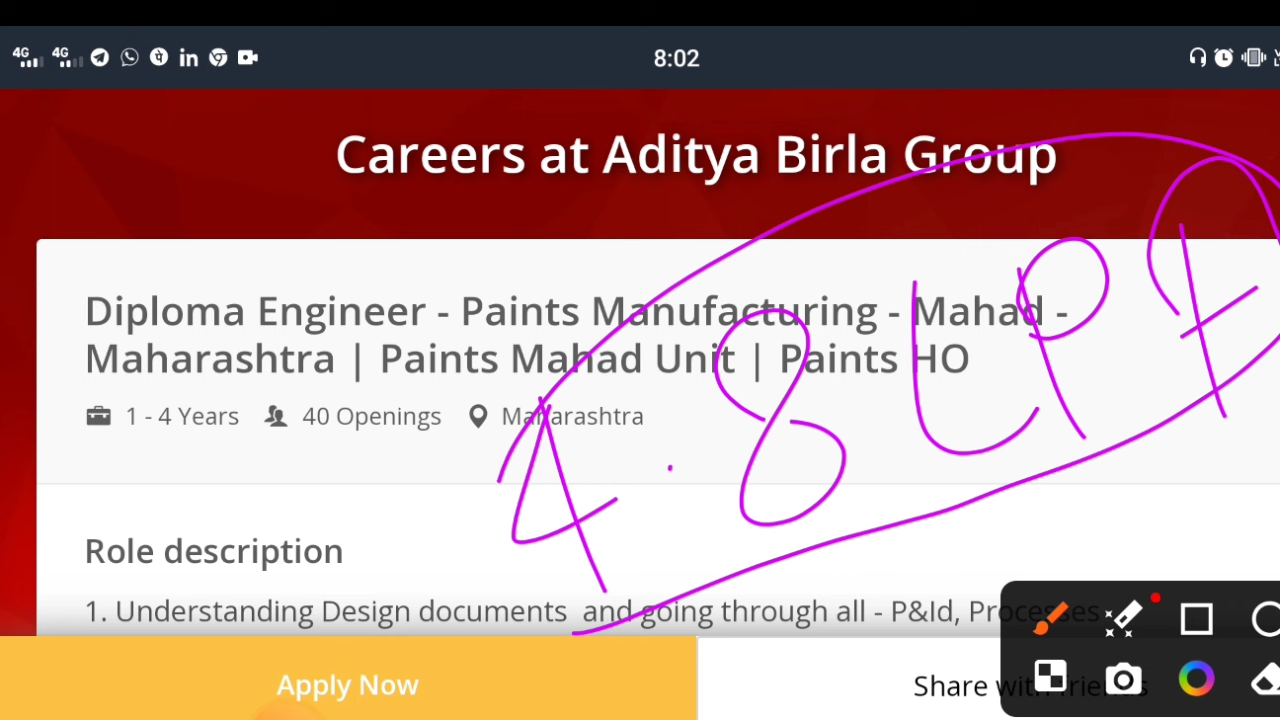 4G 4G in 8:02
Careers at Aditya Birla Group
Diploma Engineer - Paints Manufacturing - Mahad -
Maharashtra | Paints Mahad Unit | Paints HO
1 - 4 Years 40 Openings Maharashtra
4.8 LPA
Role description
1. Understanding Design documents and going through all - P&Id, Processes
Apply Now
Share with friends